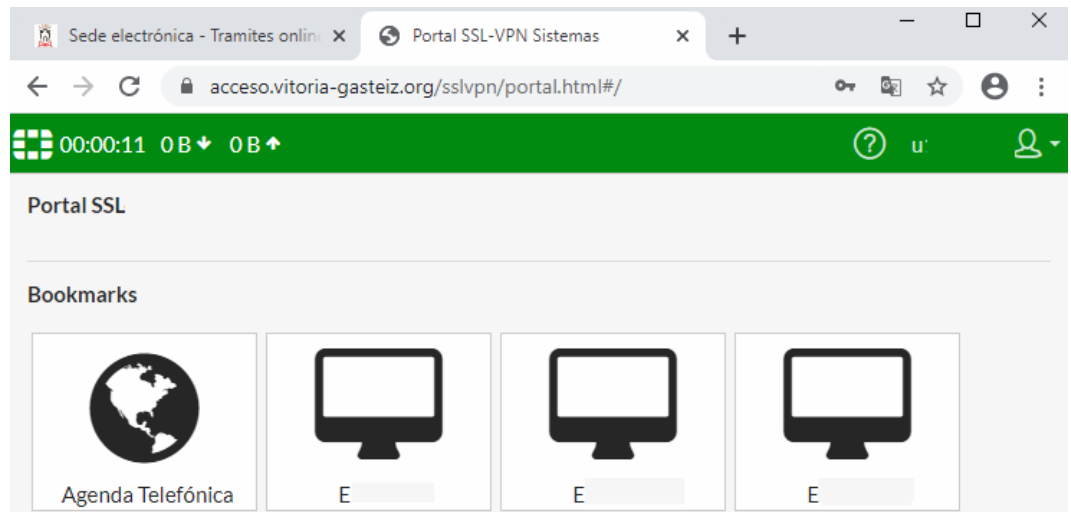 Sede electrónica - Tramites onlin
Portal SSL-VPN Sistemas
acceso.vitoria-gasteiz.org/sslvpn/portal.html#/
00:00:11 0 B 0 B
u
Portal SSL
Bookmarks
Agenda Telefónica
E
E
E